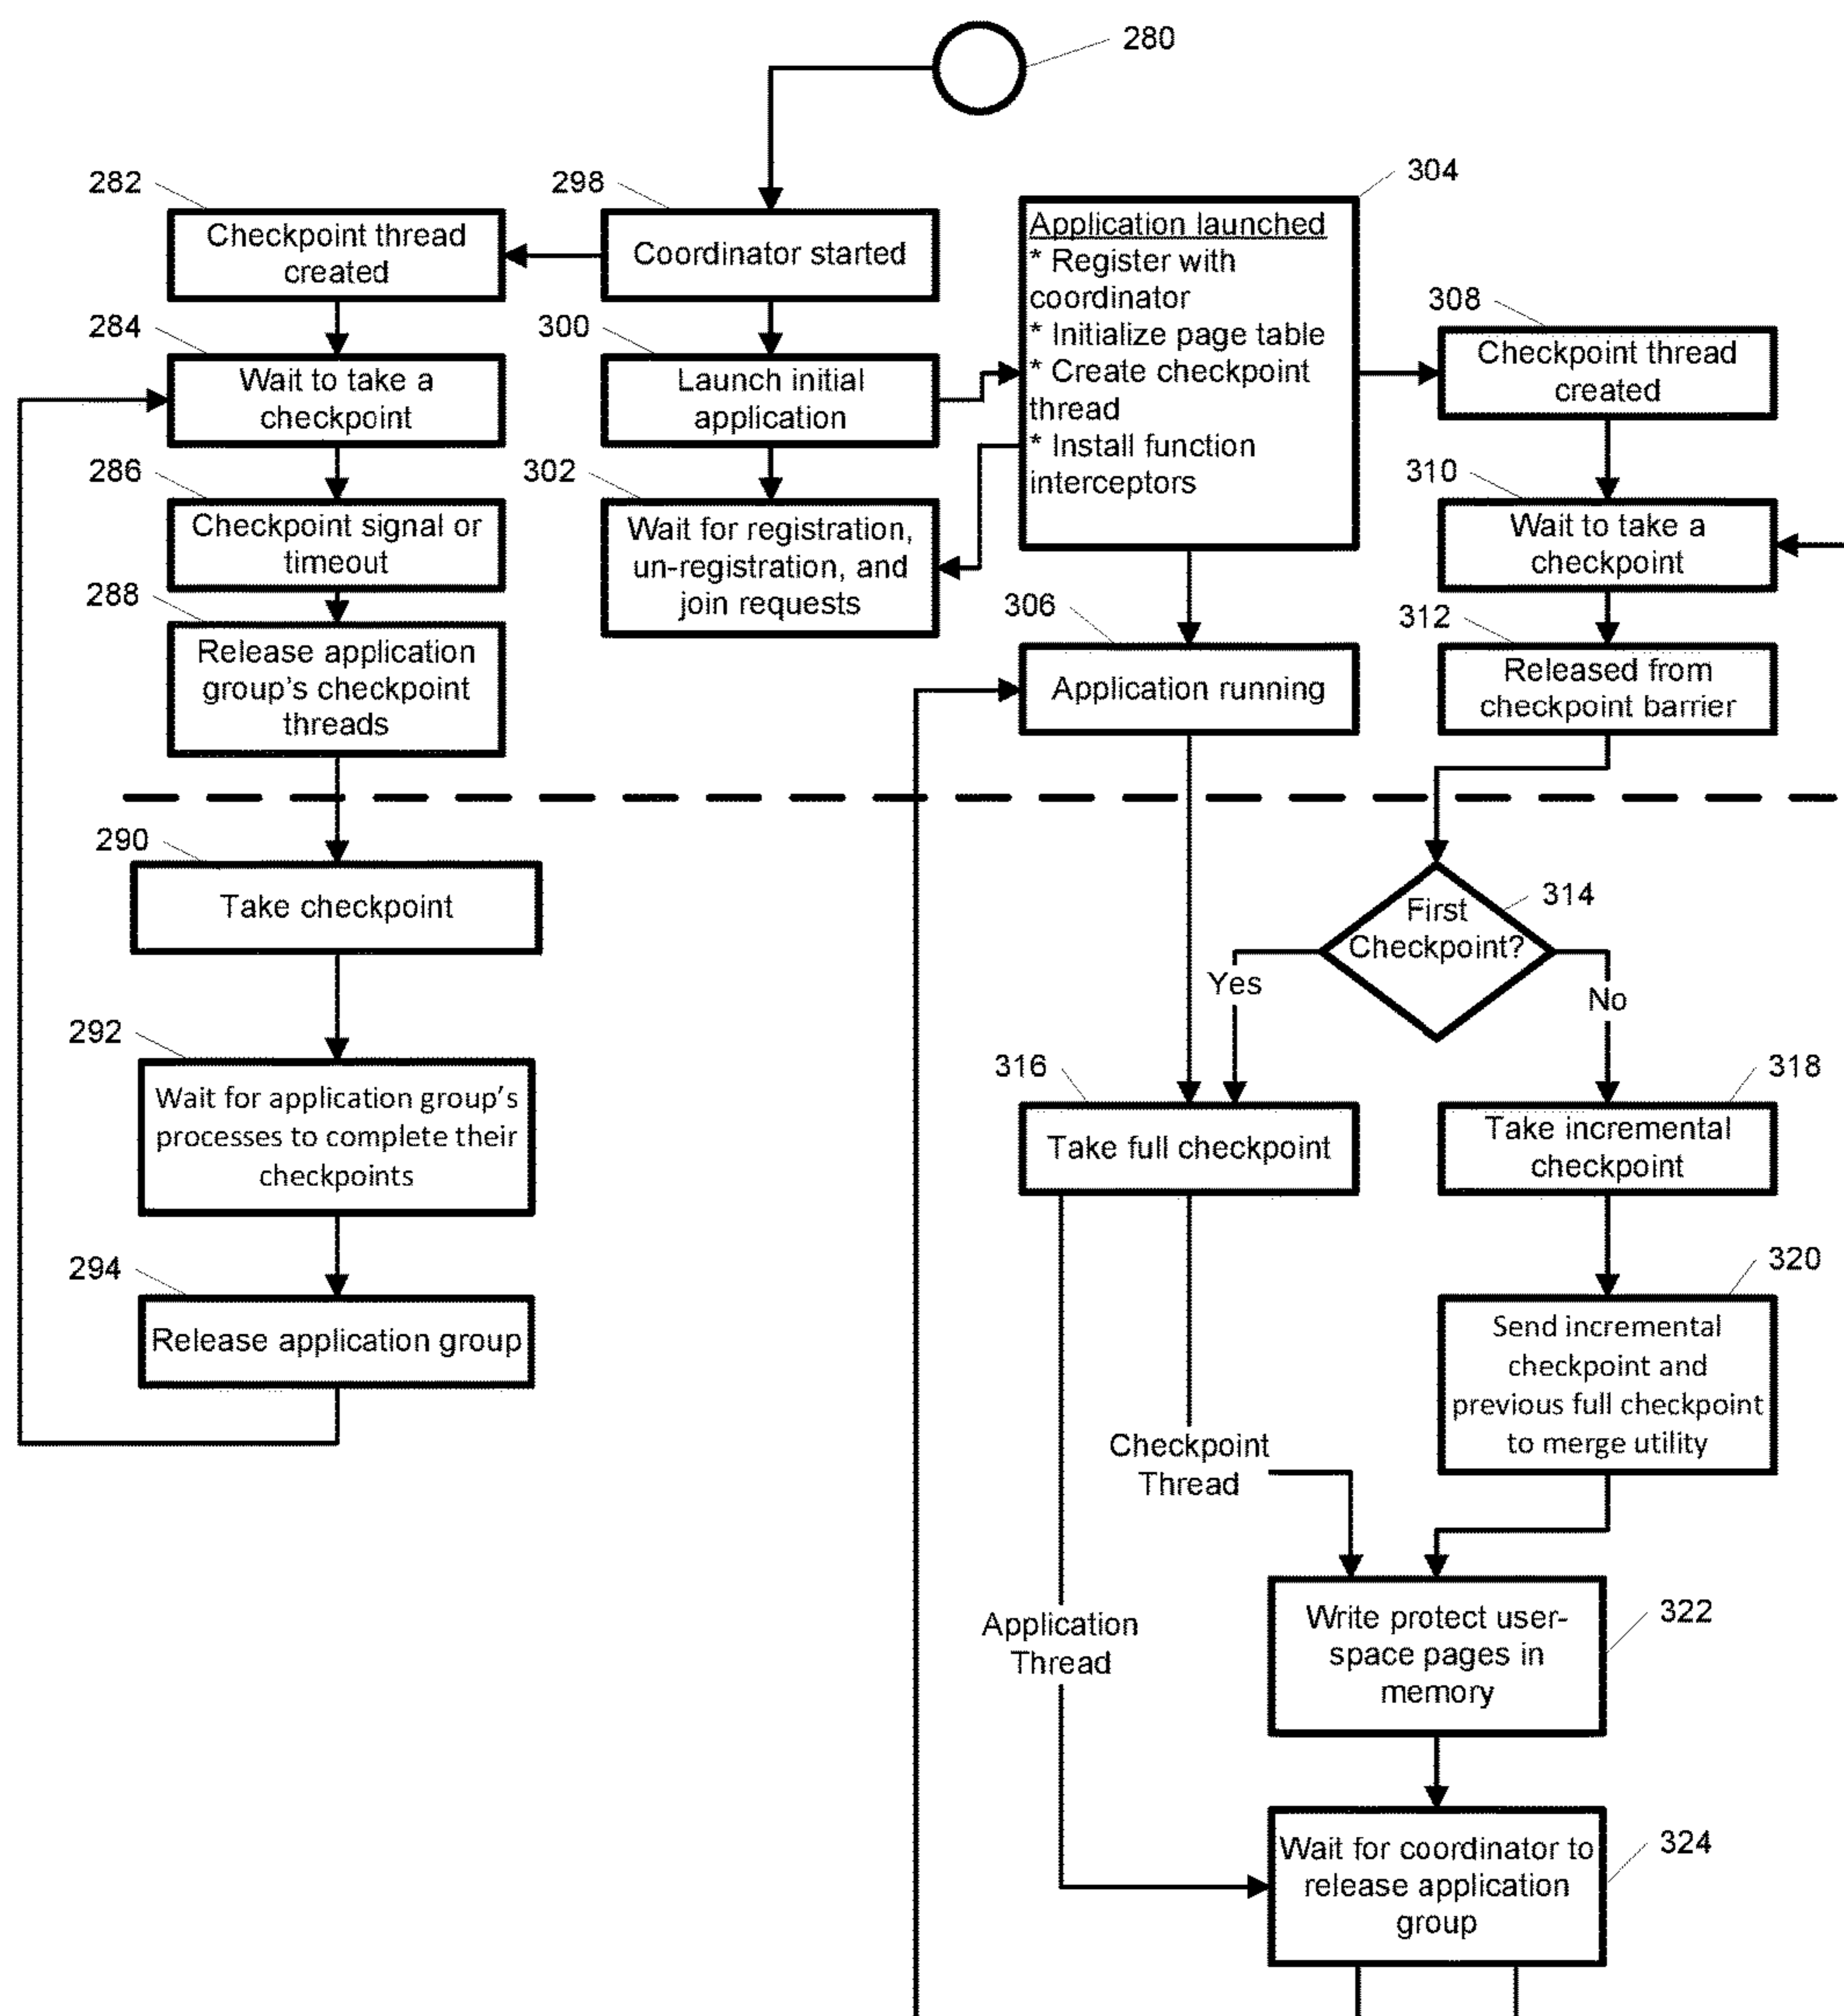 280
282
298
304
Checkpoint thread
created
Coordinator started
Application launched
* Register with
coordinator
* Initialize page table
* Create checkpoint
thread
* Install function
interceptors
284
300
308
Wait to take a
checkpoint
Launch initial
application
Checkpoint thread
created
286
302
310
Checkpoint signal or
timeout
Wait for registration,
un-registration, and
join requests
Wait to take a
checkpoint
288
306
312
Release application
group's checkpoint
threads
Application running
Released from
checkpoint barrier
290
Take checkpoint
314
First
Checkpoint?
Yes
No
292
316
318
Wait for application group's
processes to complete their
checkpoints
Take full checkpoint
Take incremental
checkpoint
294
320
Release application group
Send incremental
checkpoint and
previous full checkpoint
to merge utility
Checkpoint
Thread
Application
Thread
322
Write protect user-
space pages in
memory
324
Wait for coordinator to
release application
group